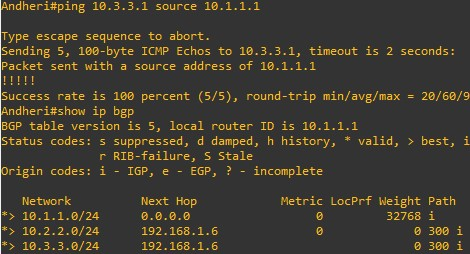 Andheri#ping 10.3.3.1 source 10.1.1.1
Type escape sequence to abort.
Sending 5, 100-byte ICMP Echos to 10.3.3.1, timeout is 2 seconds:
Packet sent with a source address of 10.1.1.1
!!!!!
Success rate is 100 percent (5/5), round-trip min/avg/max = 20/60/9
Andheri#show ip bgp
BGP table version is 5, local router ID is 10.1.1.1
Status codes: s suppressed, d damped, h history, * valid, > best, i
r RIB-failure, S Stale
Origin codes: i - IGP, e - EGP, ? - incomplete
Network Next Hop Metric LocPrf Weight Path
*> 10.1.1.0/24 0.0.0.0 0 32768 i
*> 10.2.2.0/24 192.168.1.6 0 0 300 i
*> 10.3.3.0/24 192.168.1.6 0 300 i